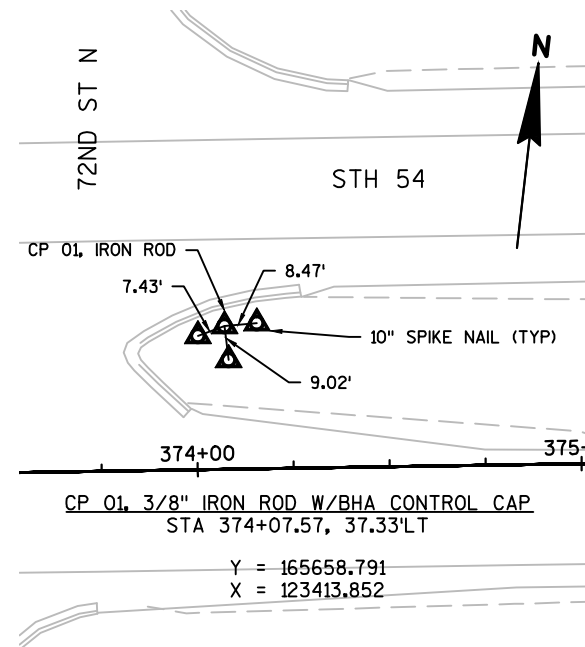 N
72ND ST N
STH 54
CP 01, IRON ROD
8.47'
7.43'
10" SPIKE NAIL (TYP)
9.02'
374+00
375+
CP 01, 3/8" IRON ROD W/BHA CONTROL CAP
STA 374+07.57, 37.33'LT
Y = 165658.791
X = 123413.852